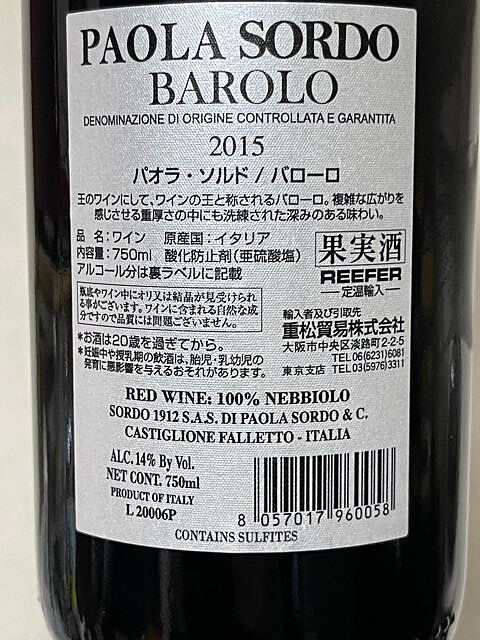 PAOLA SORDO
BAROLO
DENOMINAZIONE DI ORIGINE CONTROLLATA E GARANTITA
2015
パオラ・ソルド / バローロ
王のワインにして、ワインの王と称されるバローロ。複雑な広がりを
感じさせる重厚さの中にも洗練された深みのある味わい。
品 名:ワイン 原産国:イタリア
内容量:750ml 酸化防止剤(亜硫酸塩)
アルコール分は裏ラベルに記載
果実酒
REEFER
定温輸入
瓶底やワイン中にオリ又は結晶が見受けられ
る事がございます。ワインに含まれる自然な成
分ですので品質には問題ございません。
*お酒は20歳を過ぎてから。
*妊娠中や授乳期の飲酒は、胎児・乳幼児の
発育に悪影響を与えるおそれがあります。
輸入者及び引取先
重松貿易株式会社
大阪市中央区淡路町2-2-5
TEL 06(6231)6081
東京支店 TEL 03(5976)3311
RED WINE: 100% NEBBIOLO
SORDO 1912 S.A.S. DI PAOLA SORDO & C.
CASTIGLIONE FALLETTO - ITALIA
ALC. 14% By Vol.
NET CONT. 750ml
PRODUCT OF ITALY
L 20006P
8 057017 960058
CONTAINS SULFITES